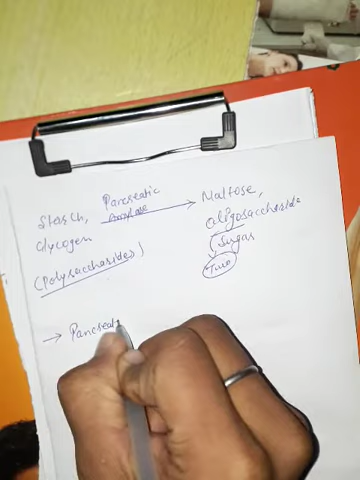 Starch, Pancreatic Amylase → Maltose,
Glycogen Oligosaccharide
(Polysaccharides) (Sugar
Two
→ Pancreati